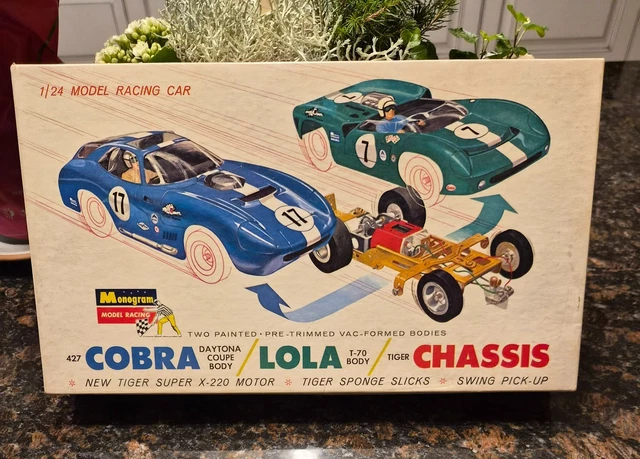 1/24 MODEL RACING CAR
7
7
17
17
Monogram
MODEL RACING
TWO PAINTED • PRE-TRIMMED VAC-FORMED BODIES
427 COBRA DAYTONA COUPE BODY / LOLA T-70 BODY / TIGER CHASSIS
* NEW TIGER SUPER X-220 MOTOR * TIGER SPONGE SLICKS * SWING PICK-UP